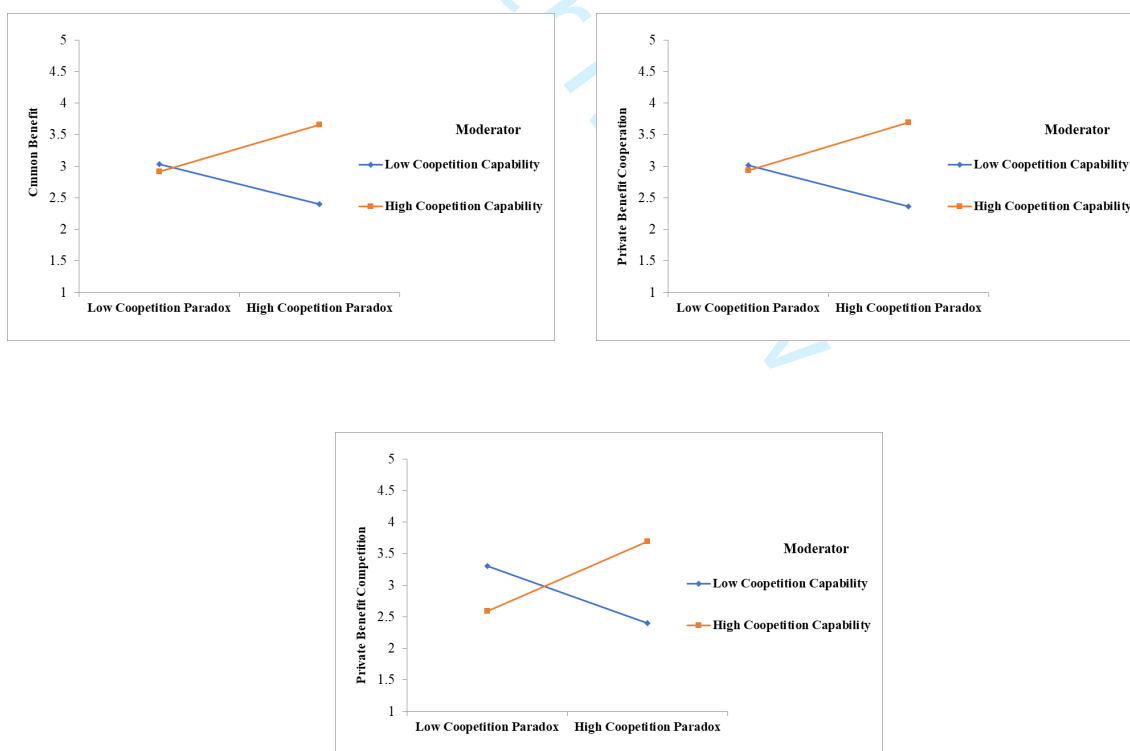 5
4.5
4
3.5
3
2.5
2
1.5
1
Cmmon Benefit
Low Coopetition Paradox
High Coopetition Paradox
Moderator
Low Coopetition Capability
High Coopetition Capability
5
4.5
4
3.5
3
2.5
2
1.5
1
Private Benefit Cooperation
Low Coopetition Paradox
High Coopetition Paradox
Moderator
Low Coopetition Capability
High Coopetition Capability
5
4.5
4
3.5
3
2.5
2
1.5
1
Private Benefit Competition
Low Coopetition Paradox
High Coopetition Paradox
Moderator
Low Coopetition Capability
High Coopetition Capability